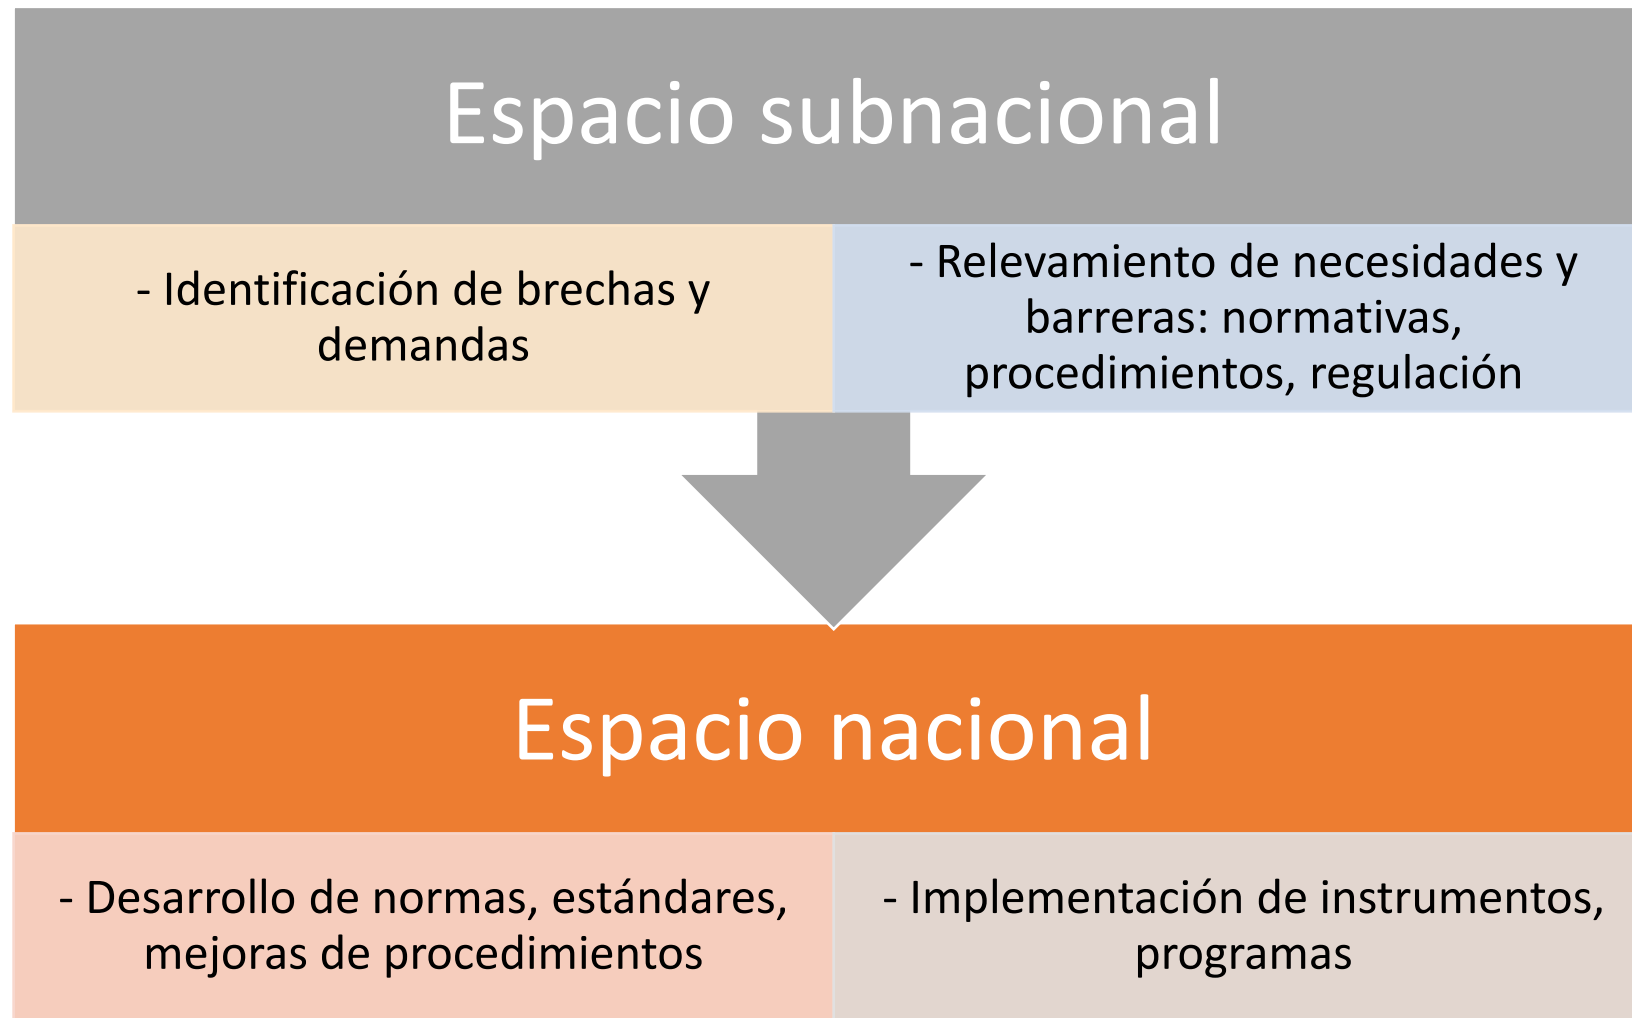 Espacio subnacional
- Identificación de brechas y
demandas
- Relevamiento de necesidades y
barreras: normativas,
procedimientos, regulación
Espacio nacional
- Desarrollo de normas, estándares,
mejoras de procedimientos
- Implementación de instrumentos,
programas